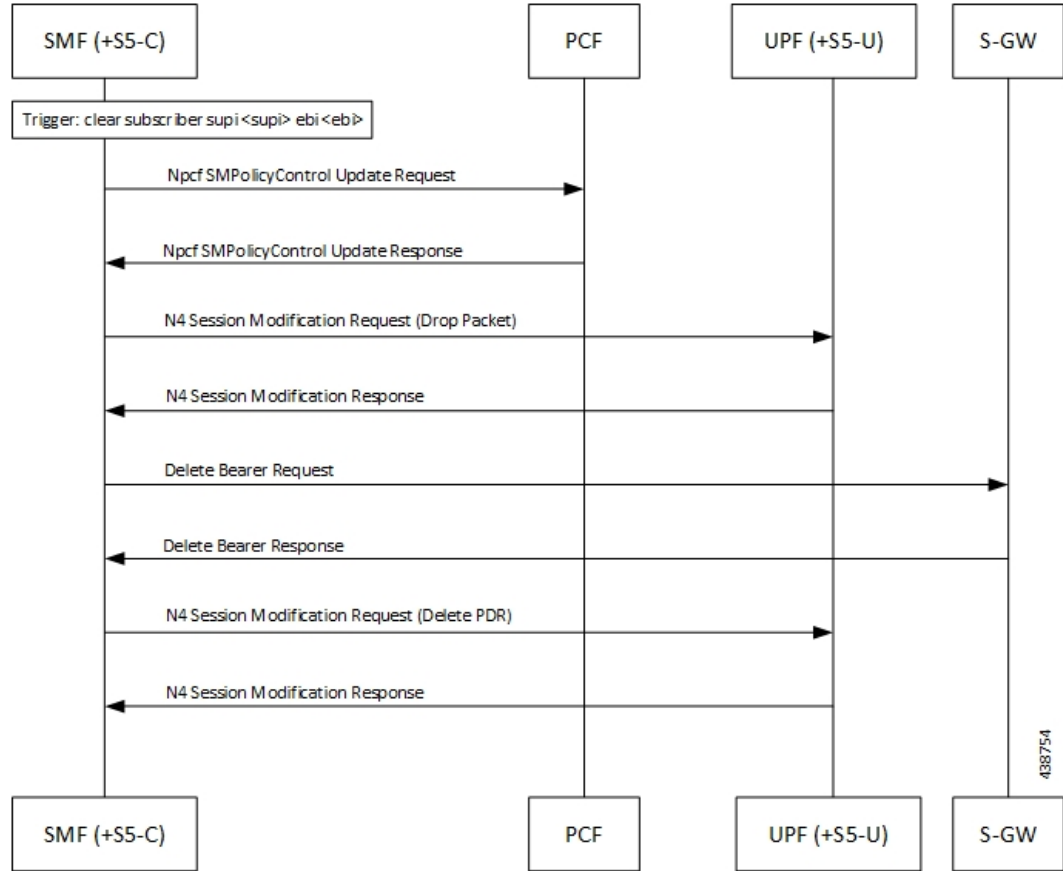 SMF (+S5-C)
PCF
UPF (+S5-U)
S-GW
Trigger: clear subscriber supi <supi> ebi <ebi>
Npcf SMPolicyControl Update Request
Npcf SMPolicyControl Update Response
N4 Session Modification Request (Drop Packet)
N4 Session Modification Response
Delete Bearer Request
Delete Bearer Response
N4 Session Modification Request (Delete PDR)
N4 Session Modification Response
438754
SMF (+S5-C)
PCF
UPF (+S5-U)
S-GW